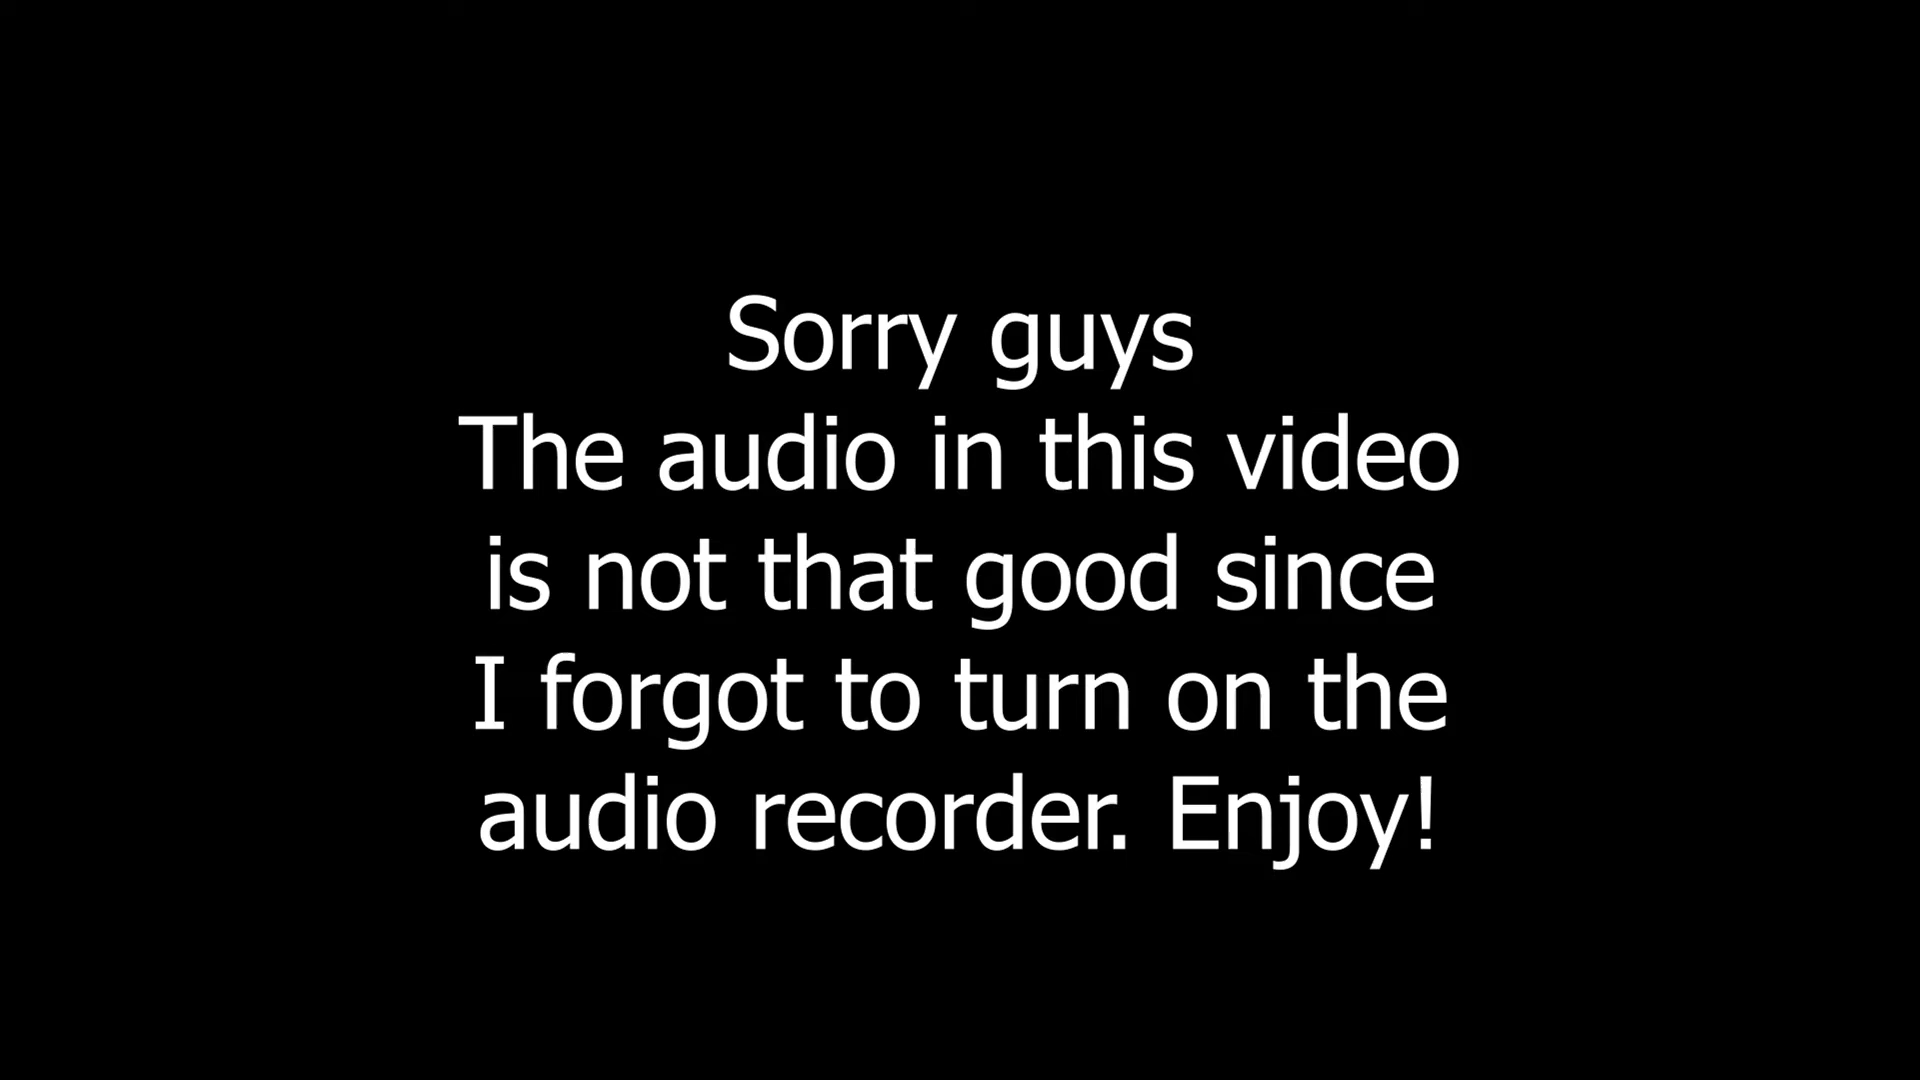 Sorry guys
The audio in this video
is not that good since
I forgot to turn on the
audio recorder. Enjoy!